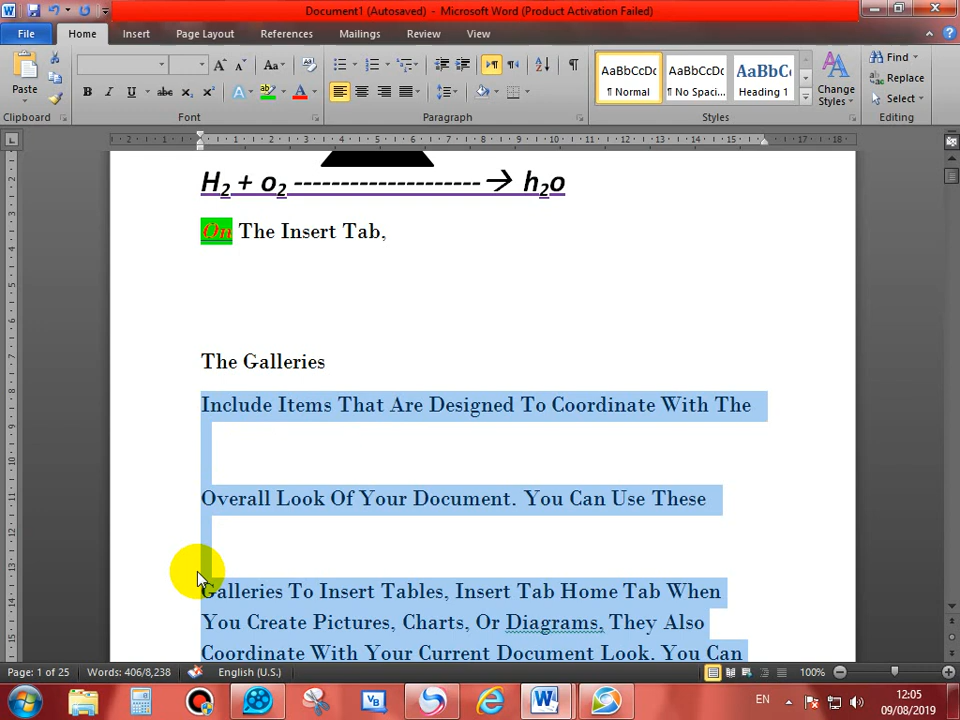 Document1 (Autosaved) - Microsoft Word (Product Activation Failed)
File Home Insert Page Layout References Mailings Review View
Paste
Clipboard
Font
Paragraph
AaBbCcDc AaBbCcDc AaBbCc
¶ Normal ¶ No Spaci... Heading 1
Change Styles
Styles
Find
Replace
Select
Editing
H2 + o2 ---------------------→ h2o
On The Insert Tab,
The Galleries
Include Items That Are Designed To Coordinate With The
Overall Look Of Your Document. You Can Use These
Galleries To Insert Tables, Insert Tab Home Tab When
You Create Pictures, Charts, Or Diagrams, They Also
Coordinate With Your Current Document Look. You Can
Page: 1 of 25 Words: 406/8,238 English (U.S.) 100%
EN 12:05
09/08/2019